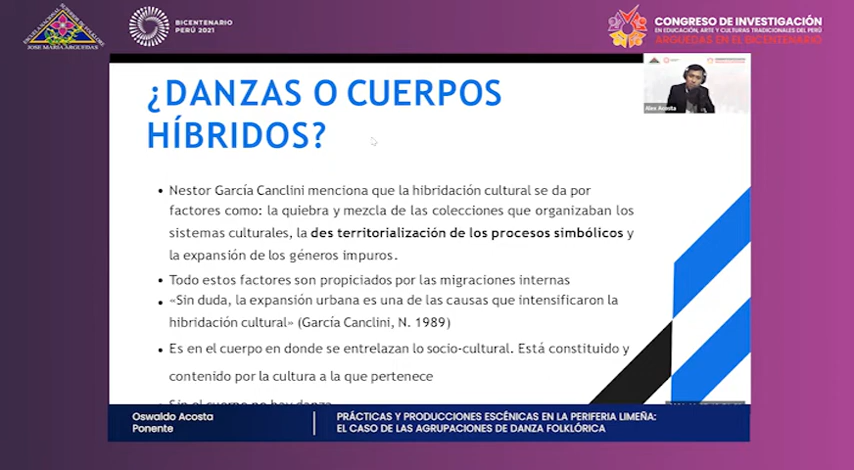 ESCUELA NACIONAL SUPERIOR DE FOLKLORE
JOSÉ MARÍA ARGUEDAS
BICENTENARIO
PERÚ 2021
CONGRESO DE INVESTIGACIÓN
EN EDUCACIÓN, ARTE Y CULTURAS TRADICIONALES DEL PERÚ
ARGUEDAS EN EL BICENTENARIO
¿DANZAS O CUERPOS
HÍBRIDOS?
Alex Acosta
• Nestor García Canclini menciona que la hibridación cultural se da por
factores como: la quiebra y mezcla de las colecciones que organizaban los
sistemas culturales, la des territorialización de los procesos simbólicos y
la expansión de los géneros impuros.
• Todo estos factores son propiciados por las migraciones internas
• «Sin duda, la expansión urbana es una de las causas que intensificaron la
hibridación cultural» (García Canclini, N. 1989)
• Es en el cuerpo en donde se entrelazan lo socio-cultural. Está constituido y
contenido por la cultura a la que pertenece
• Sin el cuerpo no hay danza
Oswaldo Acosta
Ponente
PRÁCTICAS Y PRODUCCIONES ESCÉNICAS EN LA PERIFERIA LIMEÑA:
EL CASO DE LAS AGRUPACIONES DE DANZA FOLKLÓRICA